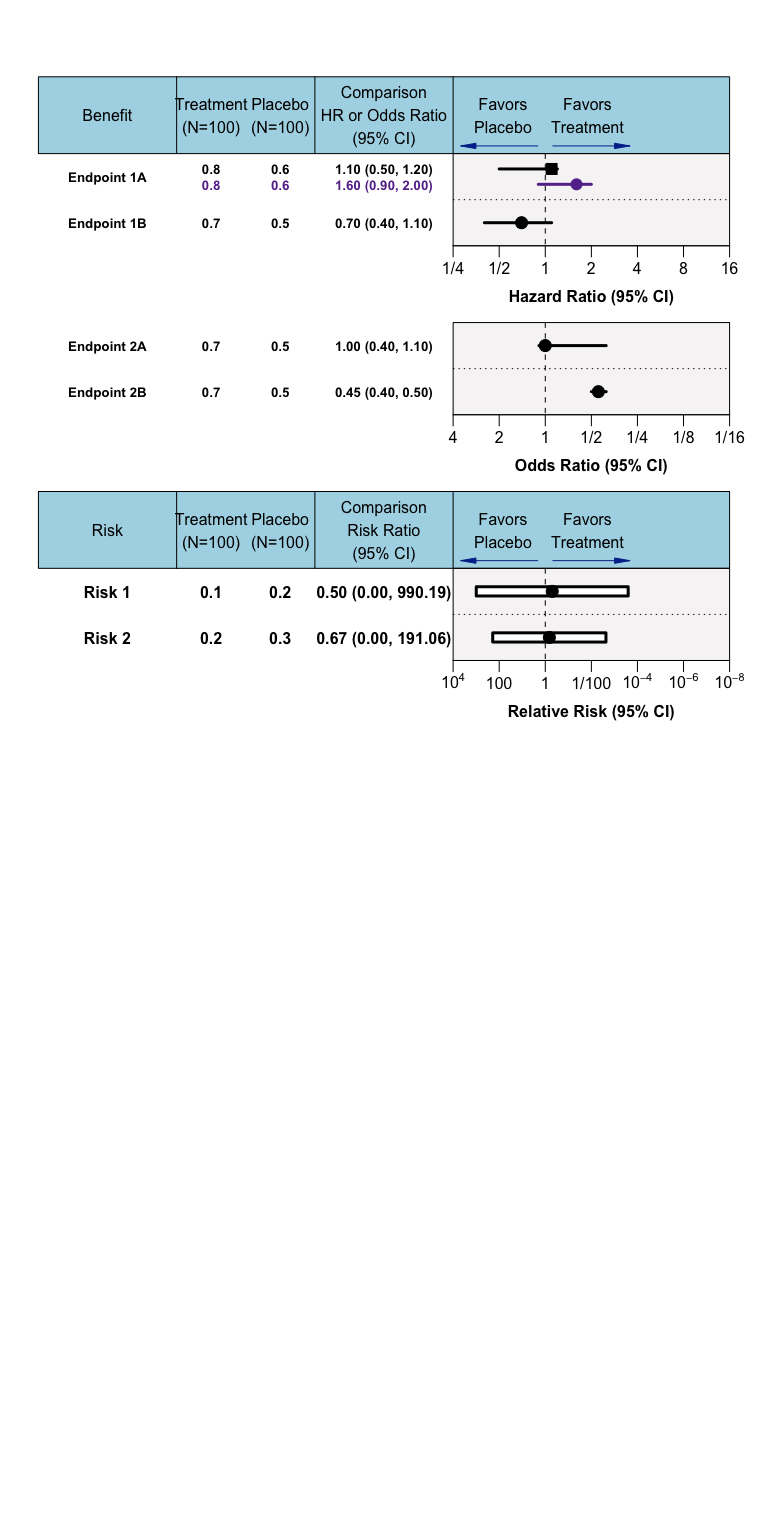 Benefit
Treatment Placebo
(N=100) (N=100)
Comparison
HR or Odds Ratio
(95% CI)
Favors Favors
Placebo Treatment
Endpoint 1A 0.8 0.6 1.10 (0.50, 1.20)
0.8 0.6 1.60 (0.90, 2.00)
Endpoint 1B 0.7 0.5 0.70 (0.40, 1.10)
1/4 1/2 1 2 4 8 16
Hazard Ratio (95% CI)
Endpoint 2A 0.7 0.5 1.00 (0.40, 1.10)
Endpoint 2B 0.7 0.5 0.45 (0.40, 0.50)
4 2 1 1/2 1/4 1/8 1/16
Odds Ratio (95% CI)
Risk
Treatment Placebo
(N=100) (N=100)
Comparison
Risk Ratio
(95% CI)
Favors Favors
Placebo Treatment
Risk 1 0.1 0.2 0.50 (0.00, 990.19)
Risk 2 0.2 0.3 0.67 (0.00, 191.06)
10⁴ 100 1 1/100 10⁻⁴ 10⁻⁶ 10⁻⁸
Relative Risk (95% CI)